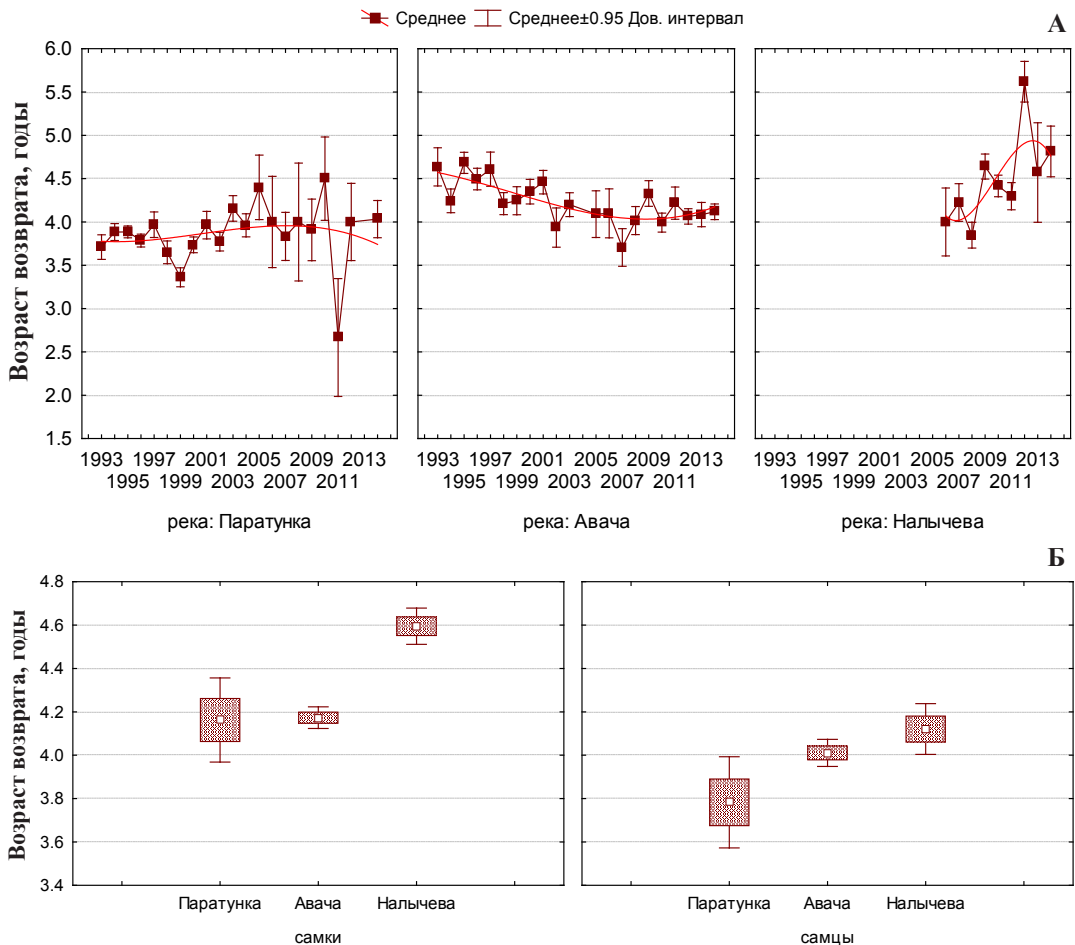 Среднее Среднее±0.95 Дов. интервал
А
Возраст возврата, годы
6.0
5.5
5.0
4.5
4.0
3.5
3.0
2.5
2.0
1.5
1993 1997 2001 2005 2009 2013
1995 1999 2003 2007 2011
река: Паратунка
1993 1997 2001 2005 2009 2013
1995 1999 2003 2007 2011
река: Авача
1993 1997 2001 2005 2009 2013
1995 1999 2003 2007 2011
река: Налычева
Б
Возраст возврата, годы
4.8
4.6
4.4
4.2
4.0
3.8
3.6
3.4
Паратунка Авача Налычева
самки
Паратунка Авача Налычева
самцы